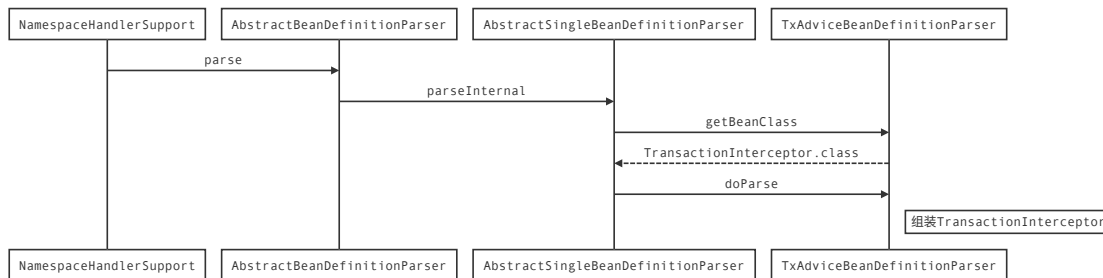 NamespaceHandlerSupport
AbstractBeanDefinitionParser
AbstractSingleBeanDefinitionParser
TxAdviceBeanDefinitionParser
parse
parseInternal
getBeanClass
TransactionInterceptor.class
doParse
组装TransactionInterceptor
NamespaceHandlerSupport
AbstractBeanDefinitionParser
AbstractSingleBeanDefinitionParser
TxAdviceBeanDefinitionParser